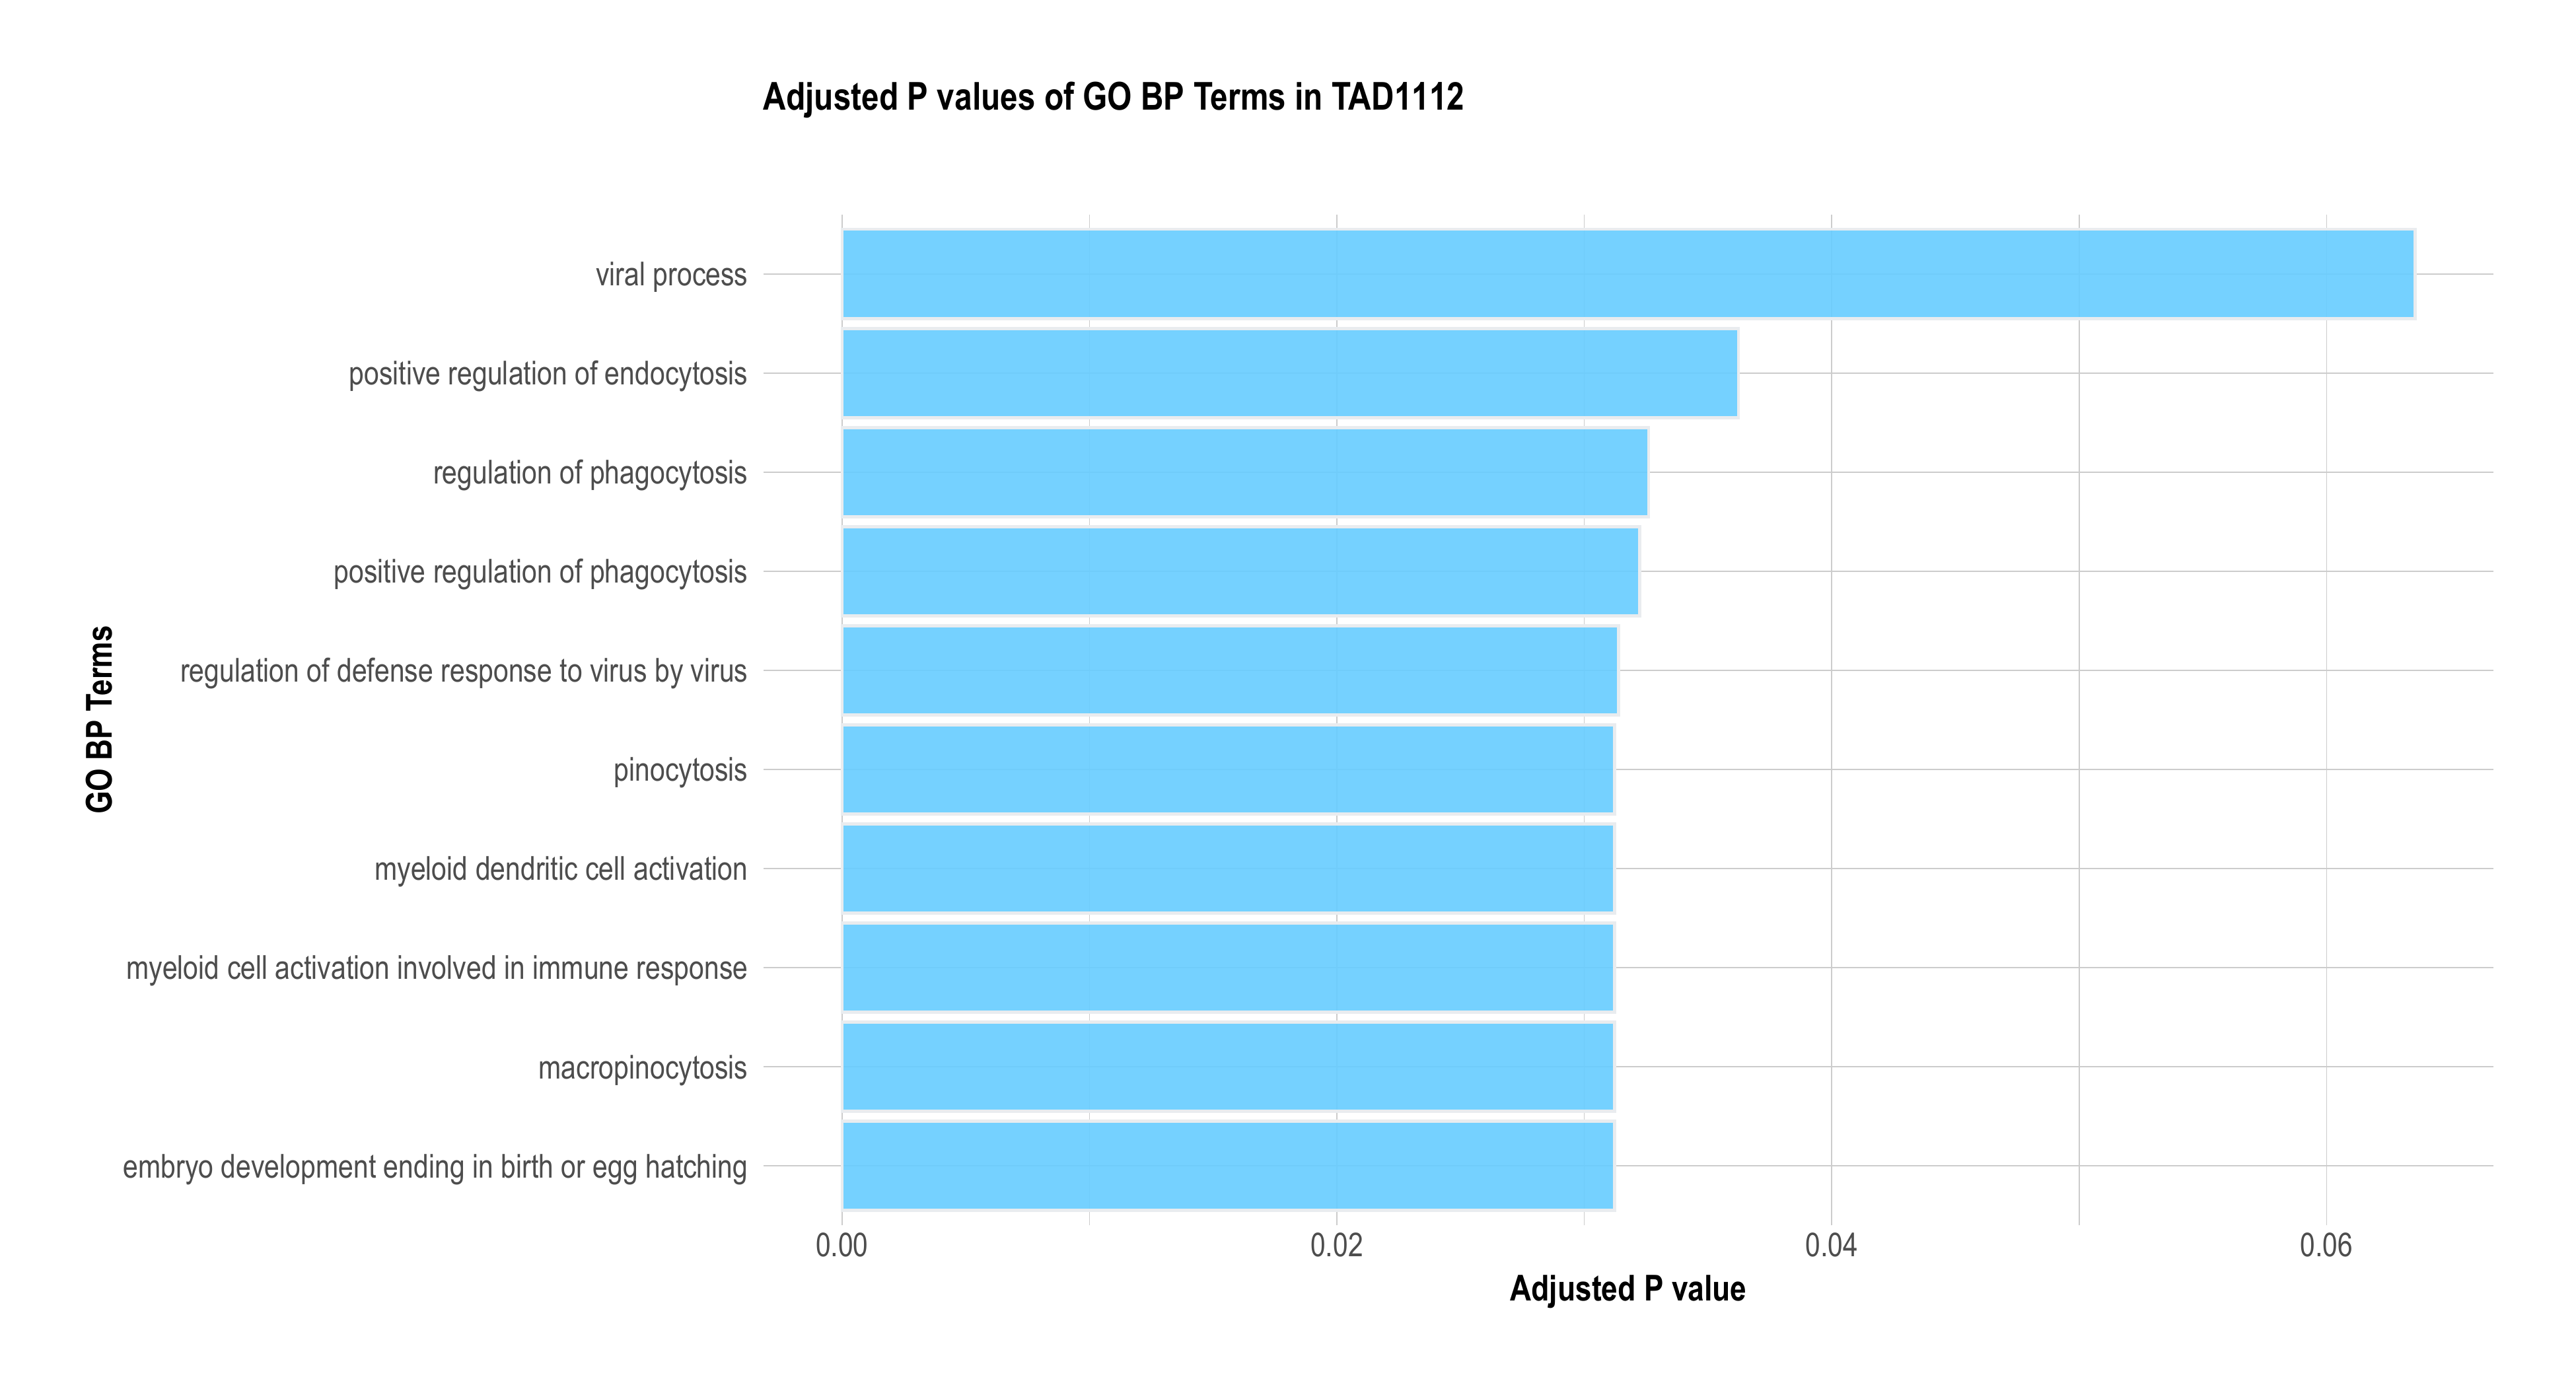 Adjusted P values of GO BP Terms in TAD1112
GO BP Terms
viral process
positive regulation of endocytosis
regulation of phagocytosis
positive regulation of phagocytosis
regulation of defense response to virus by virus
pinocytosis
myeloid dendritic cell activation
myeloid cell activation involved in immune response
macropinocytosis
embryo development ending in birth or egg hatching
0.00 0.02 0.04 0.06
Adjusted P value